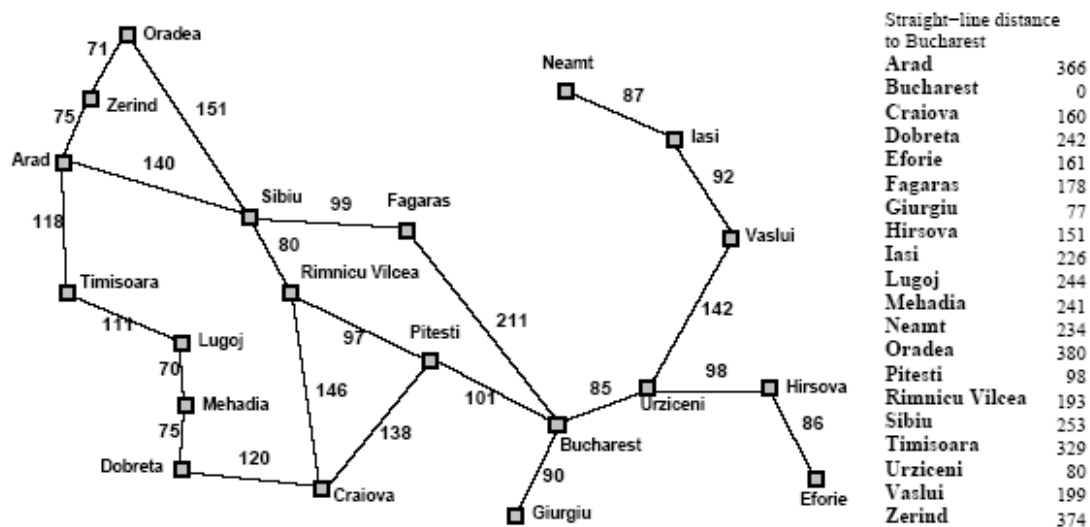 Oradea
71
Neamt
87
Zerind
151
75
Iasi
Arad
140
92
Sibiu
Fagaras
99
118
Vaslui
80
Timisoara
Rimnicu Vilcea
142
111
Lugoj
97
Pitesti
211
70
98
Hirsova
146
85
Urziceni
Mehadia
101
86
75
138
Bucharest
Dobreta
120
90
Craiova
Eforie
Giurgiu
Straight-line distance
to Bucharest
Arad 366
Bucharest 0
Craiova 160
Dobreta 242
Eforie 161
Fagaras 178
Giurgiu 77
Hirsova 151
Iasi 226
Lugoj 244
Mehadia 241
Neamt 234
Oradea 380
Pitesti 98
Rimnicu Vilcea 193
Sibiu 253
Timisoara 329
Urziceni 80
Vaslui 199
Zerind 374